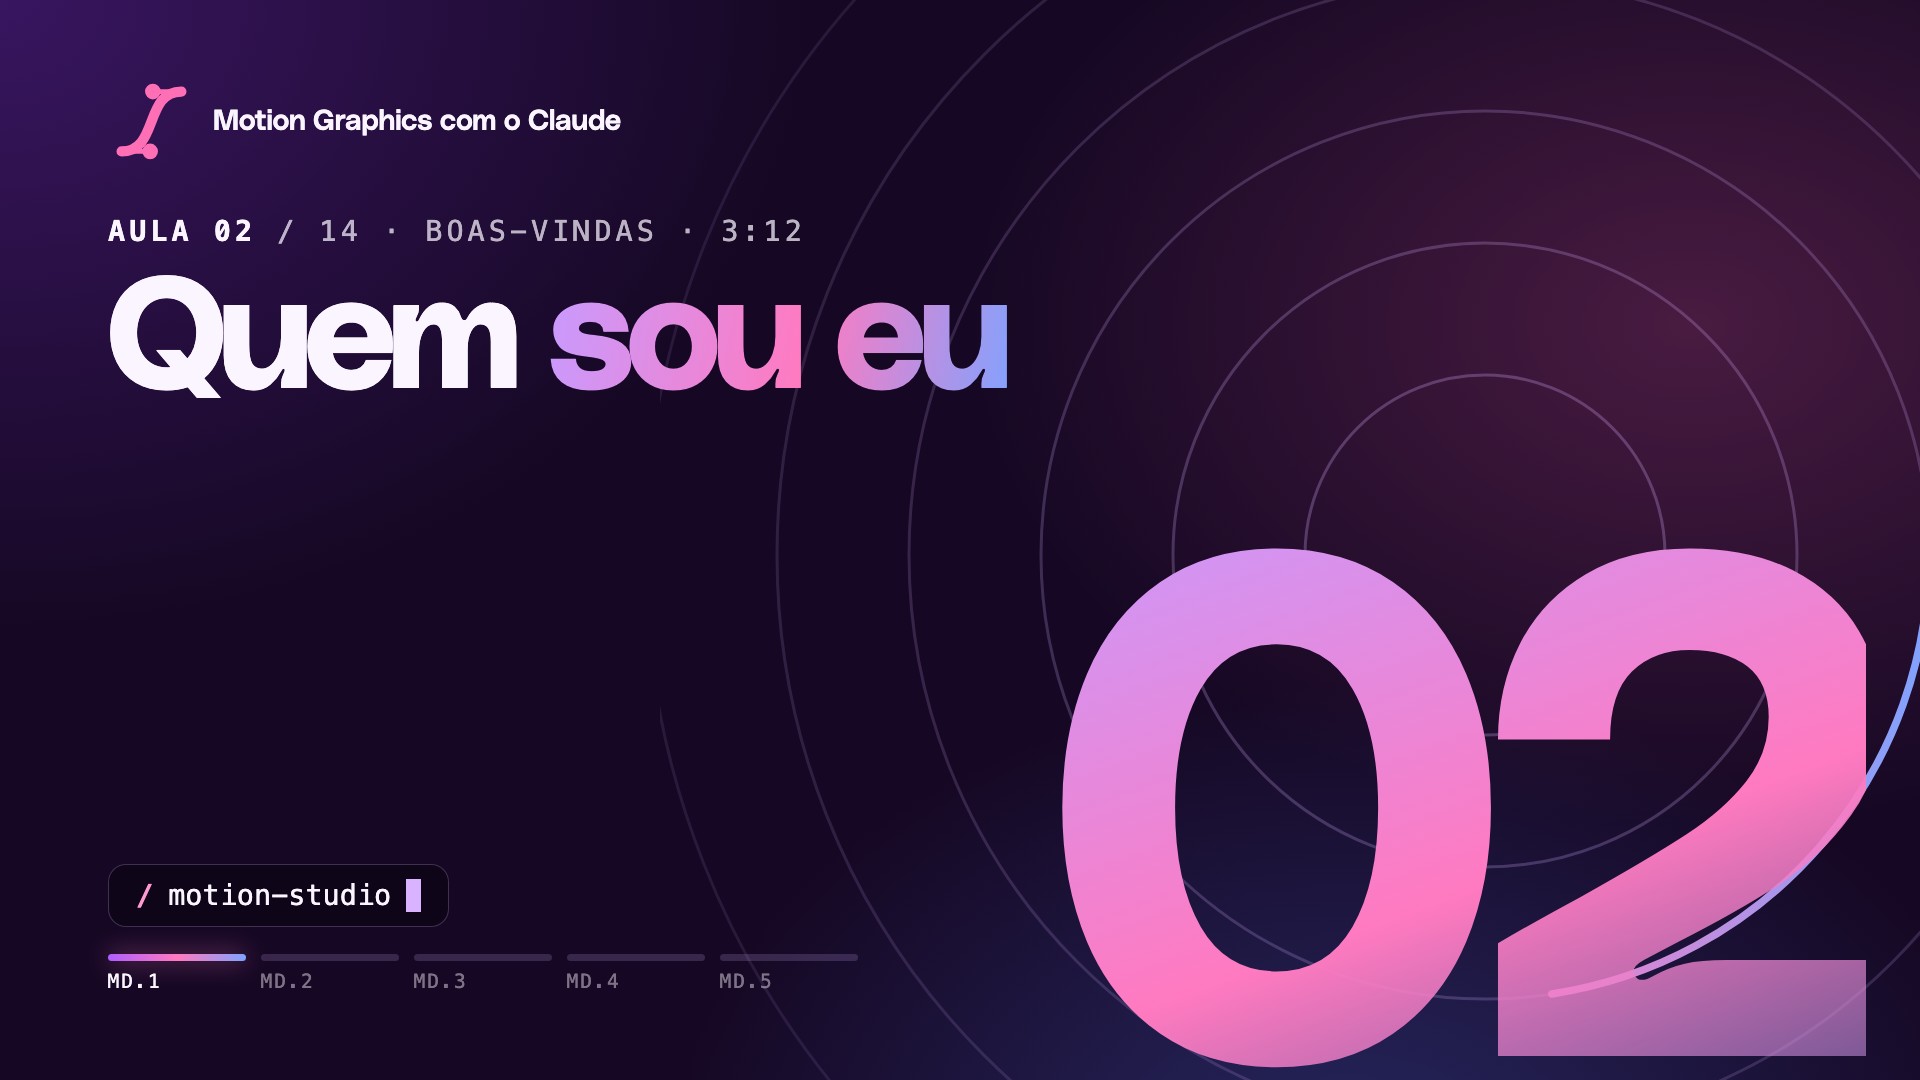 Motion Graphics com o Claude
AULA 02 / 14 · BOAS-VINDAS · 3:12
Quem sou eu
02
/ motion-studio
MD.1 MD.2 MD.3 MD.4 MD.5